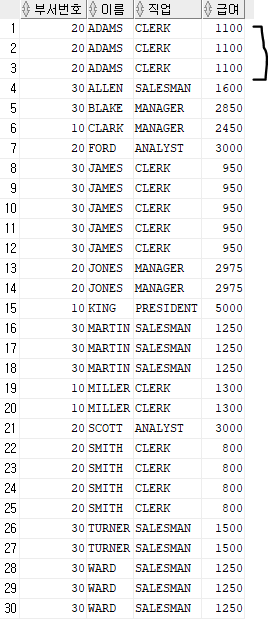 부서번호 이름 직업 급여
1 20 ADAMS CLERK 1100
2 20 ADAMS CLERK 1100
3 20 ADAMS CLERK 1100
4 30 ALLEN SALESMAN 1600
5 30 BLAKE MANAGER 2850
6 10 CLARK MANAGER 2450
7 20 FORD ANALYST 3000
8 30 JAMES CLERK 950
9 30 JAMES CLERK 950
10 30 JAMES CLERK 950
11 30 JAMES CLERK 950
12 30 JAMES CLERK 950
13 20 JONES MANAGER 2975
14 20 JONES MANAGER 2975
15 10 KING PRESIDENT 5000
16 30 MARTIN SALESMAN 1250
17 30 MARTIN SALESMAN 1250
18 30 MARTIN SALESMAN 1250
19 10 MILLER CLERK 1300
20 10 MILLER CLERK 1300
21 20 SCOTT ANALYST 3000
22 20 SMITH CLERK 800
23 20 SMITH CLERK 800
24 20 SMITH CLERK 800
25 20 SMITH CLERK 800
26 30 TURNER SALESMAN 1500
27 30 TURNER SALESMAN 1500
28 30 WARD SALESMAN 1250
29 30 WARD SALESMAN 1250
30 30 WARD SALESMAN 1250